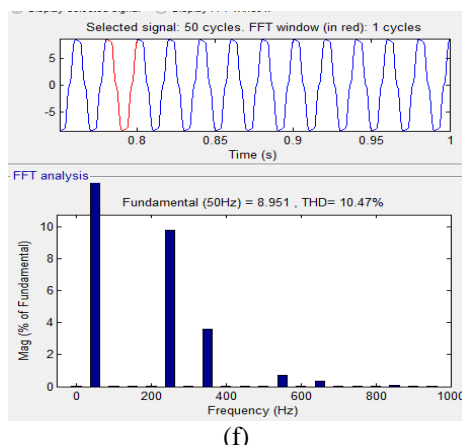 Selected signal: 50 cycles. FFT window (in red): 1 cycles
5
0
-5
0.8
0.85
0.9
0.95
1
Time (s)
FFT analysis
Fundamental (50Hz) = 8.951 , THD= 10.47%
Mag (% of Fundamental)
10
8
6
4
2
0
0
200
400
600
800
1000
Frequency (Hz)
(f)